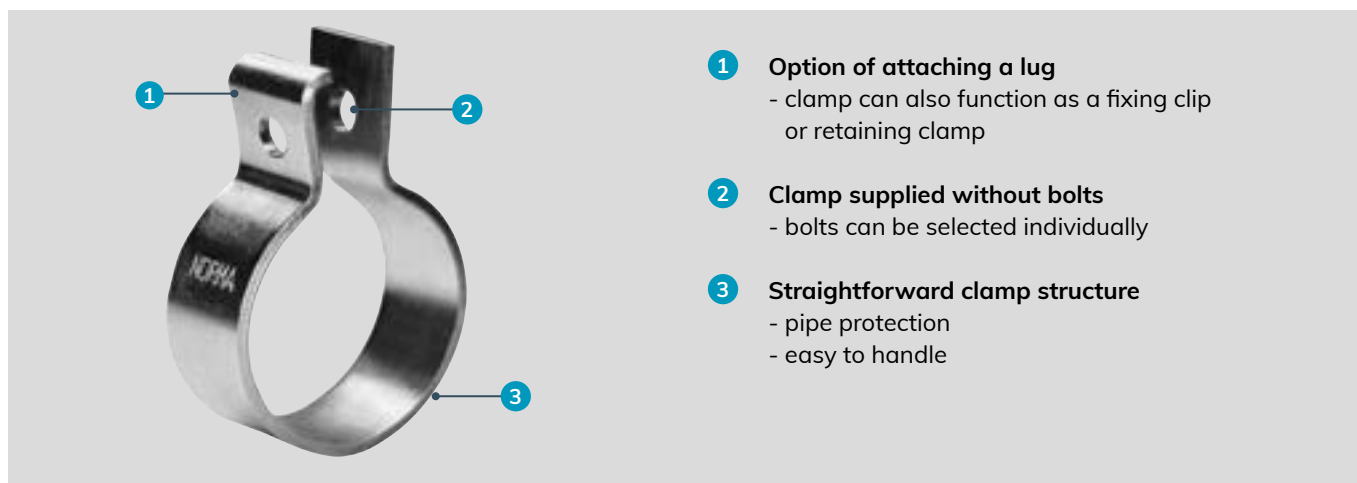 1
2
3
NORMA
1 Option of attaching a lug
- clamp can also function as a fixing clip
or retaining clamp
2 Clamp supplied without bolts
- bolts can be selected individually
3 Straightforward clamp structure
- pipe protection
- easy to handle